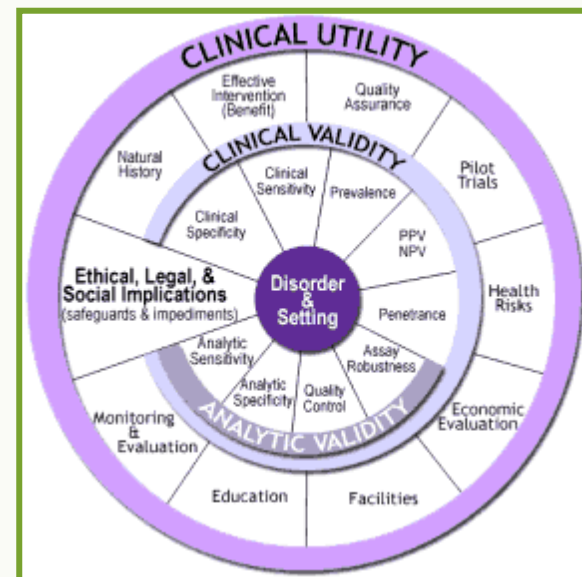 CLINICAL UTILITY
Effective
Intervention
(Benefit)
Quality
Assurance
Natural
History
Pilot
Trials
CLINICAL VALIDITY
Clinical
Sensitivity
Prevalence
Clinical
Specificity
PPV
NPV
Ethical, Legal, &
Social Implications
(safeguards & impediments)
Disorder
&
Setting
Health
Risks
Penetrance
Analytic
Sensitivity
Assay
Robustness
Analytic
Specificity
Quality
Control
ANALYTIC VALIDITY
Monitoring
&
Evaluation
Economic
Evaluation
Education
Facilities